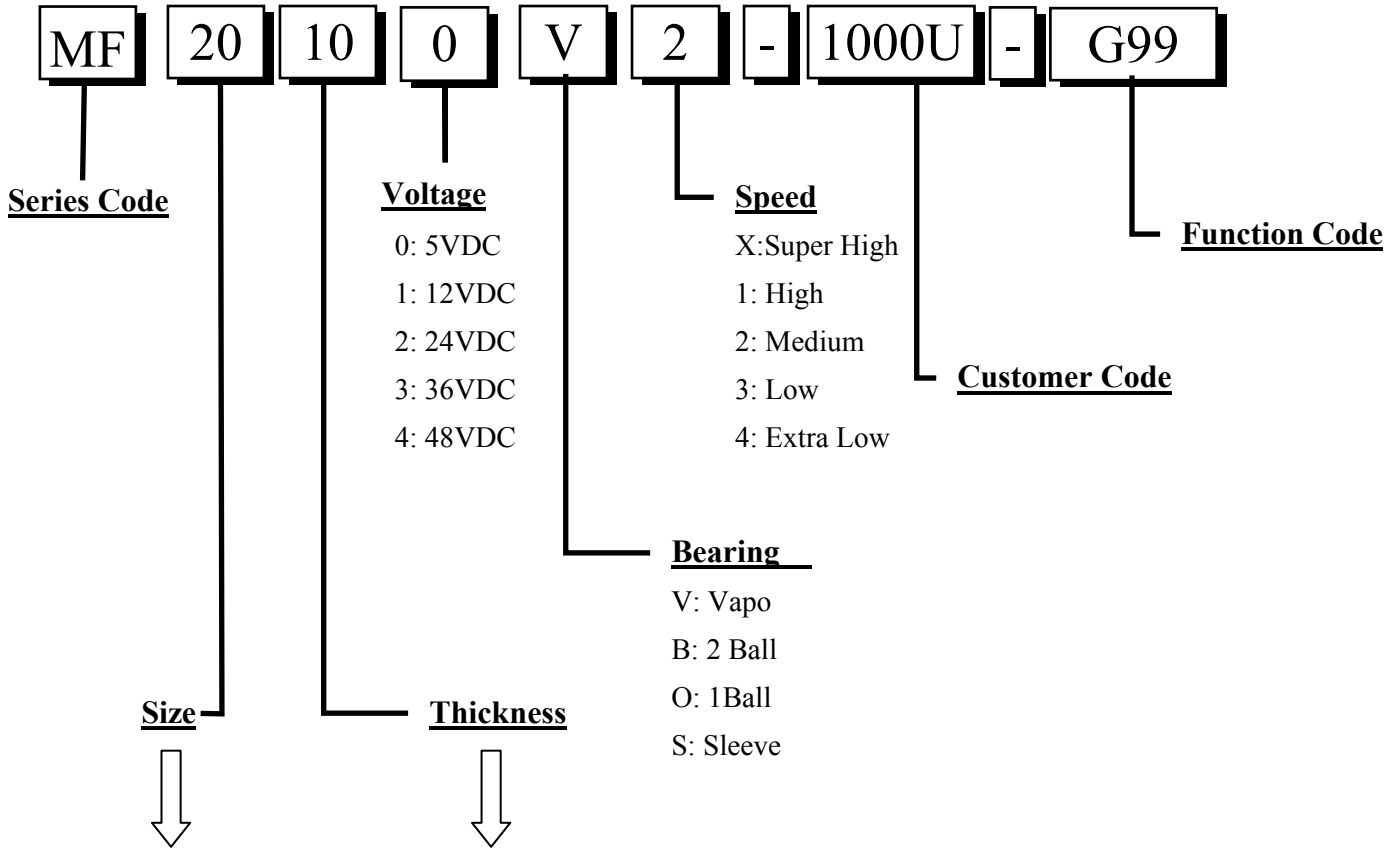 MF 20 10 0 V 2 - 1000U - G99
Series Code
Voltage
0: 5VDC
1: 12VDC
2: 24VDC
3: 36VDC
4: 48VDC
Speed
X:Super High
1: High
2: Medium
3: Low
4: Extra Low
Function Code
Customer Code
Bearing
V: Vapo
B: 2 Ball
O: 1Ball
S: Sleeve
Size
Thickness